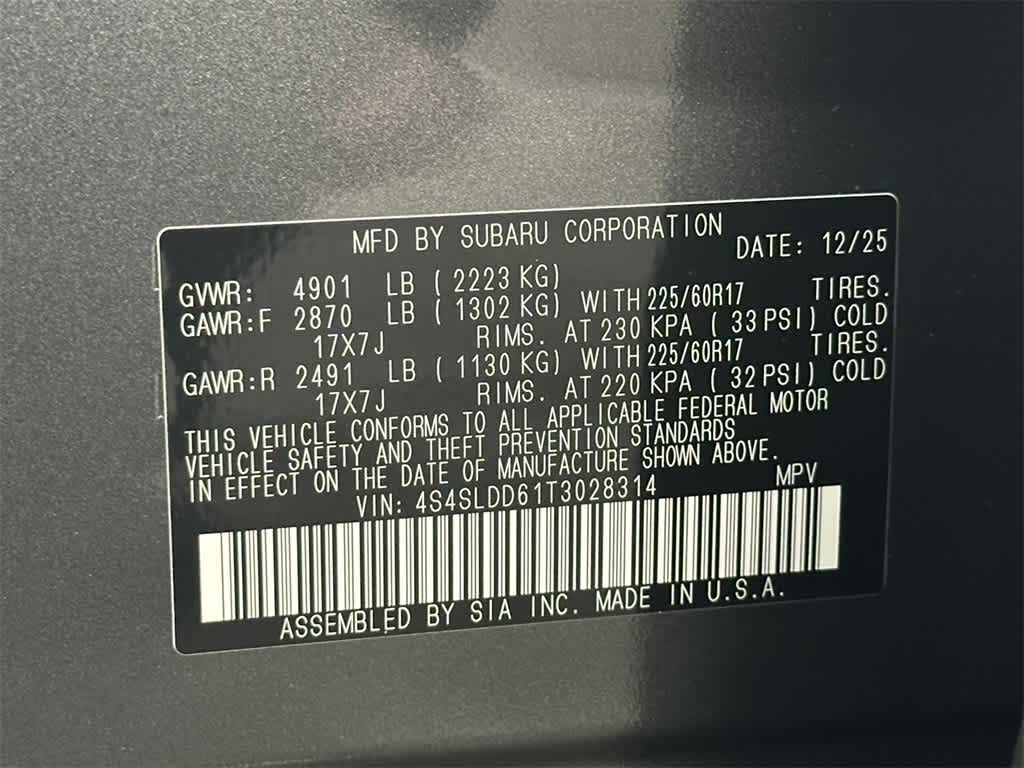 MFD BY SUBARU CORPORATION DATE: 12/25
GVWR: 4901 LB ( 2223 KG)
GAWR:F 2870 LB ( 1302 KG) WITH 225/60R17 TIRES.
17X7J RIMS. AT 230 KPA ( 33 PSI) COLD
GAWR:R 2491 LB ( 1130 KG) WITH 225/60R17 TIRES.
17X7J RIMS. AT 220 KPA ( 32 PSI) COLD
THIS VEHICLE CONFORMS TO ALL APPLICABLE FEDERAL MOTOR
VEHICLE SAFETY AND THEFT PREVENTION STANDARDS
IN EFFECT ON THE DATE OF MANUFACTURE SHOWN ABOVE.
VIN: 4S4SLDD61T3028314 MPV
ASSEMBLED BY SIA INC. MADE IN U.S.A.